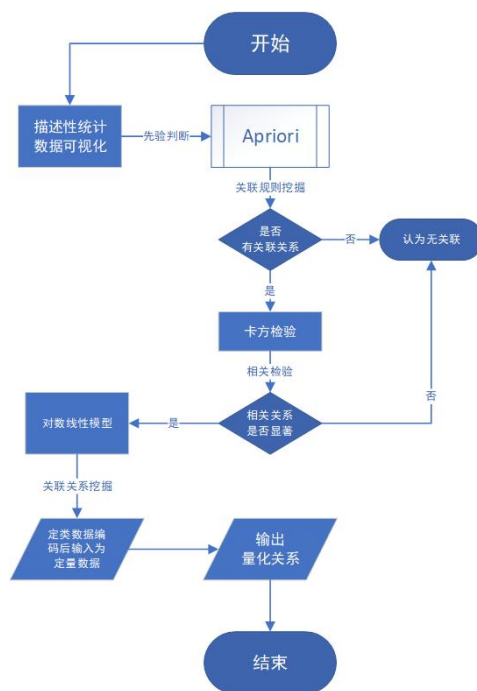 开始
描述性统计
数据可视化
先验判断
Apriori
关联规则挖掘
是否
有关联关系
否
认为无关联
是
卡方检验
相关检验
否
对数线性模型
是
相关关系
是否显著
关联关系挖掘
定类数据编
码后输入为
定量数据
输出
量化关系
结束